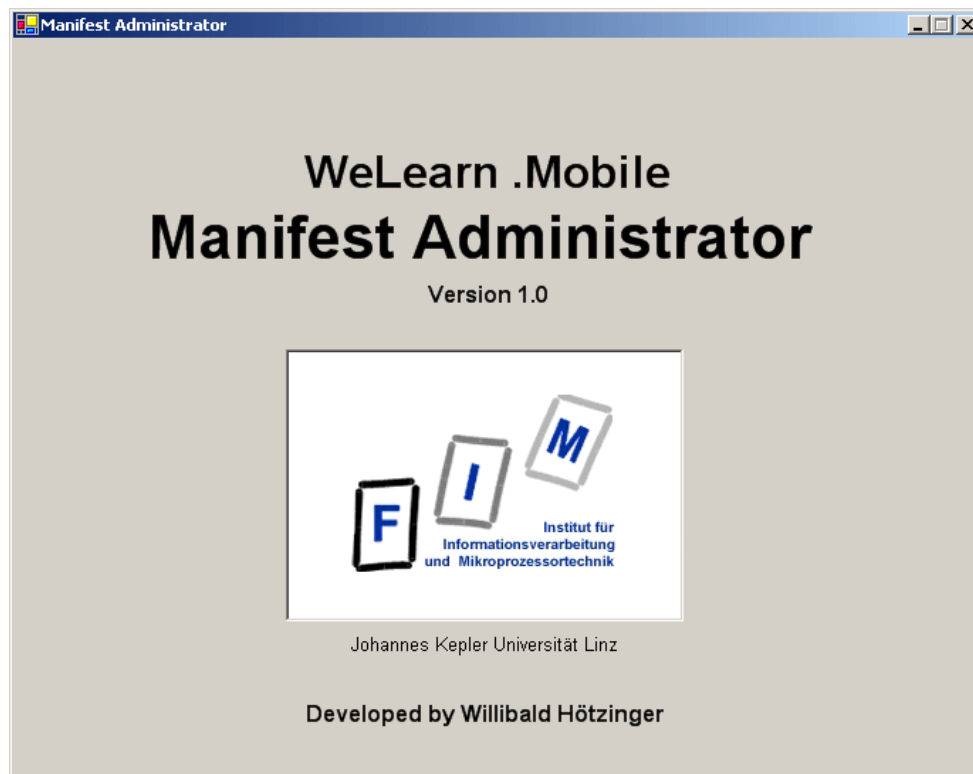 Manifest Administrator
WeLearn .Mobile
Manifest Administrator
Version 1.0
F I M
Institut für
Informationsverarbeitung
und Mikroprozessortechnik
Johannes Kepler Universität Linz
Developed by Willibald Hötzinger